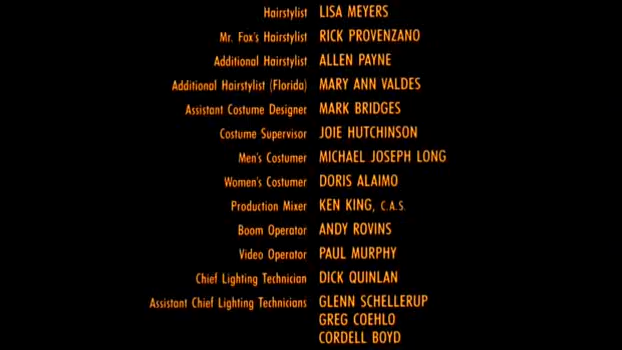 Hairstylist LISA MEYERS
Mr. Fox's Hairstylist RICK PROVENZANO
Additional Hairstylist ALLEN PAYNE
Additional Hairstylist (Florida) MARY ANN VALDES
Assistant Costume Designer MARK BRIDGES
Costume Supervisor JOIE HUTCHINSON
Men's Costumer MICHAEL JOSEPH LONG
Women's Costumer DORIS ALAIMO
Production Mixer KEN KING, C.A.S.
Boom Operator ANDY ROVINS
Video Operator PAUL MURPHY
Chief Lighting Technician DICK QUINLAN
Assistant Chief Lighting Technicians GLENN SCHELLERUP
GREG COEHLO
CORDELL BOYD